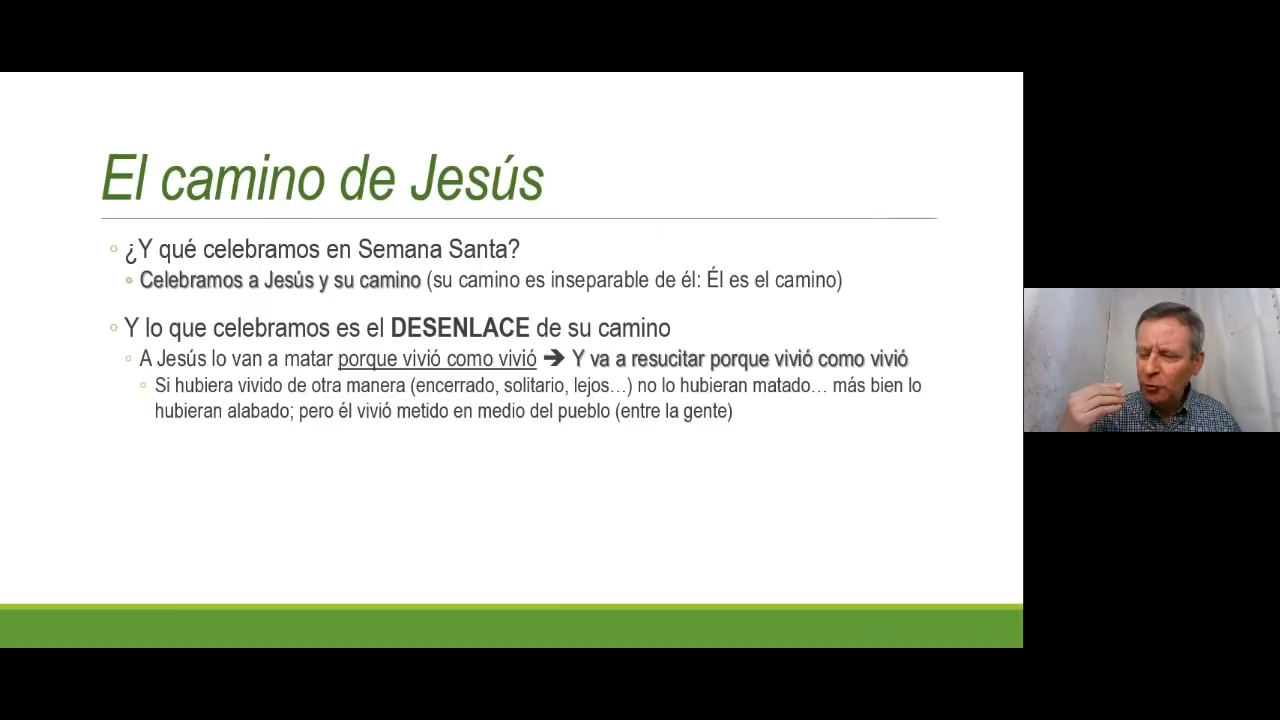 El camino de Jesús
¿Y qué celebramos en Semana Santa?
Celebramos a Jesús y su camino (su camino es inseparable de él: Él es el camino)
Y lo que celebramos es el DESENLACE de su camino
A Jesús lo van a matar porque vivió como vivió ➔ Y va a resucitar porque vivió como vivió
Si hubiera vivido de otra manera (encerrado, solitario, lejos…) no lo hubieran matado… más bien lo
hubieran alabado; pero él vivió metido en medio del pueblo (entre la gente)